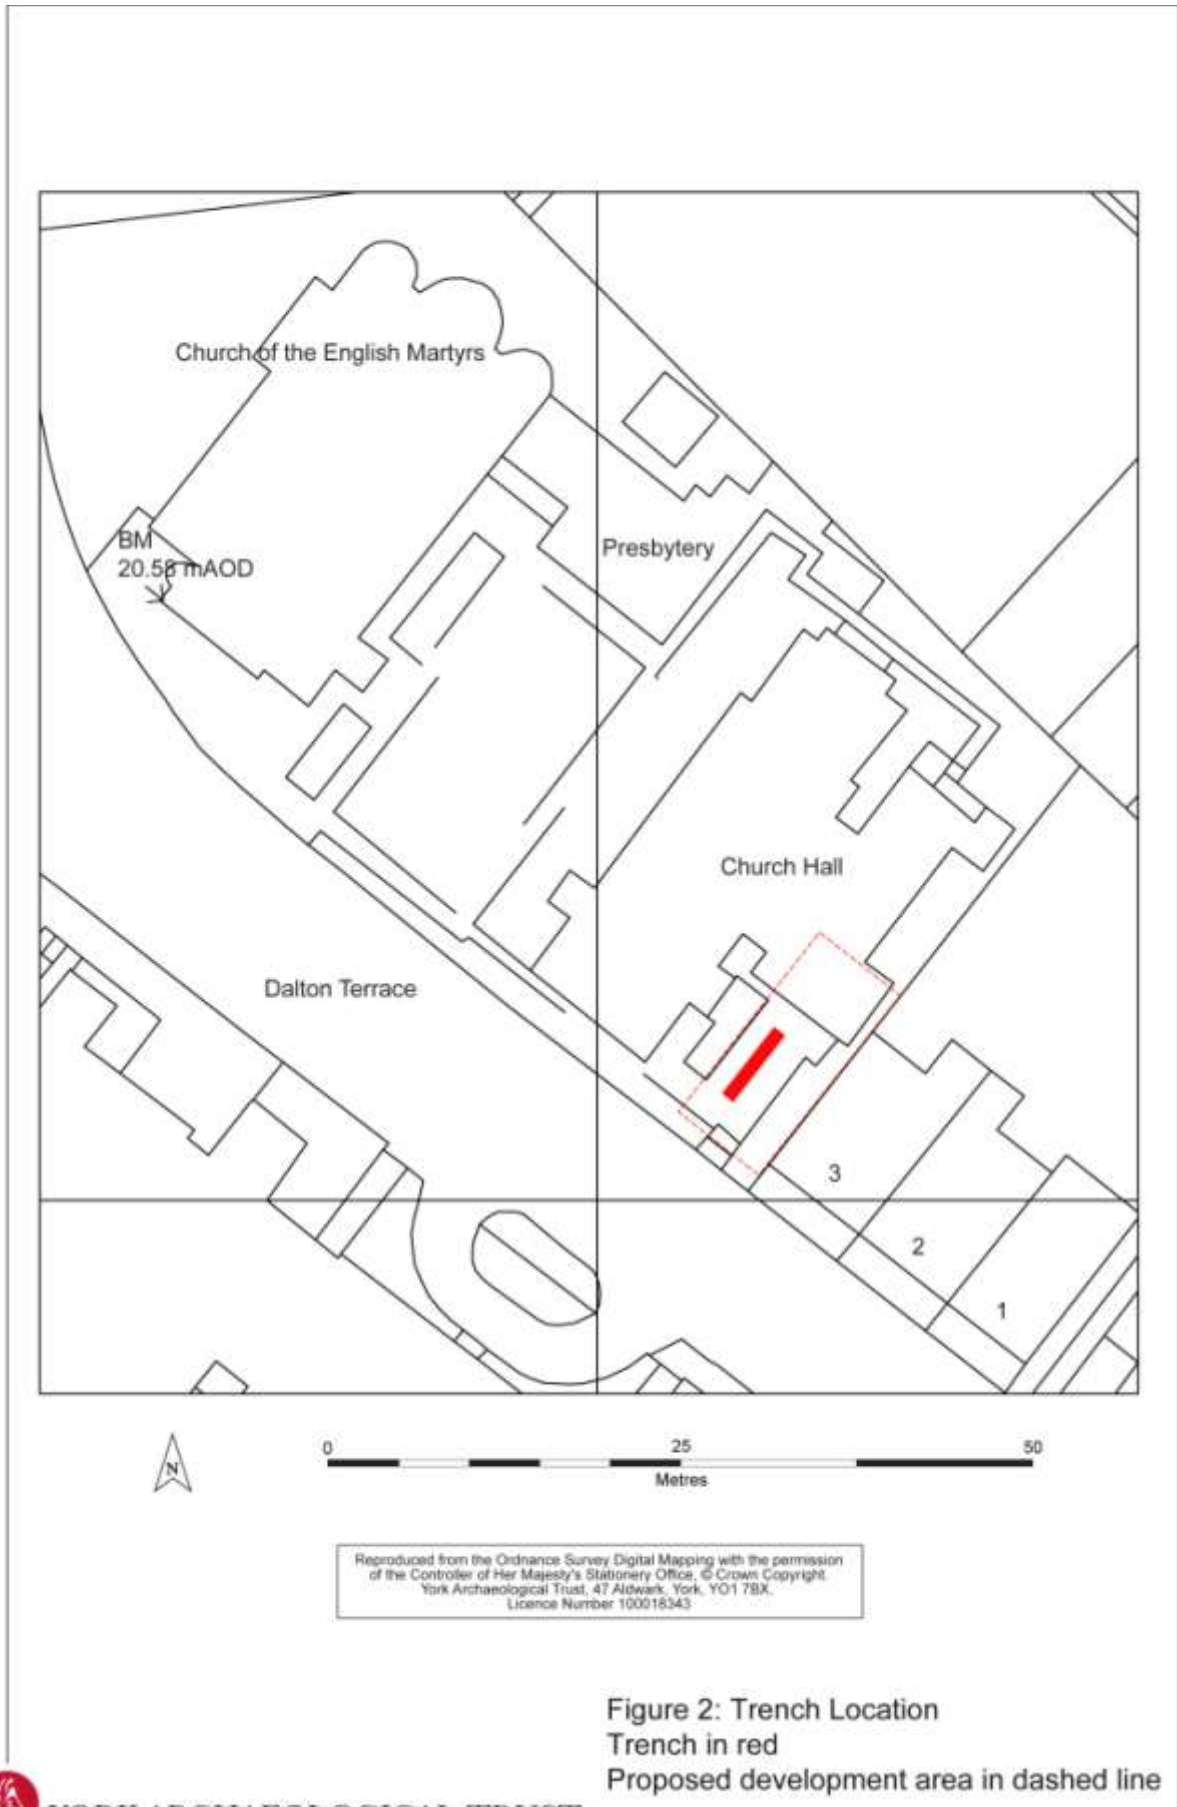 Church of the English Martyrs
BM
20.58 mAOD
Presbytery
Church Hall
Dalton Terrace
3
2
1
N
0 25 50
Metres
Reproduced from the Ordnance Survey Digital Mapping with the permission
of the Controller of Her Majesty's Stationery Office, © Crown Copyright.
York Archaeological Trust, 47 Aldwark, York, YO1 7BX.
Licence Number 100018343
Figure 2: Trench Location
Trench in red
Proposed development area in dashed line
YORK ARCHAEOLOGICAL TRUST